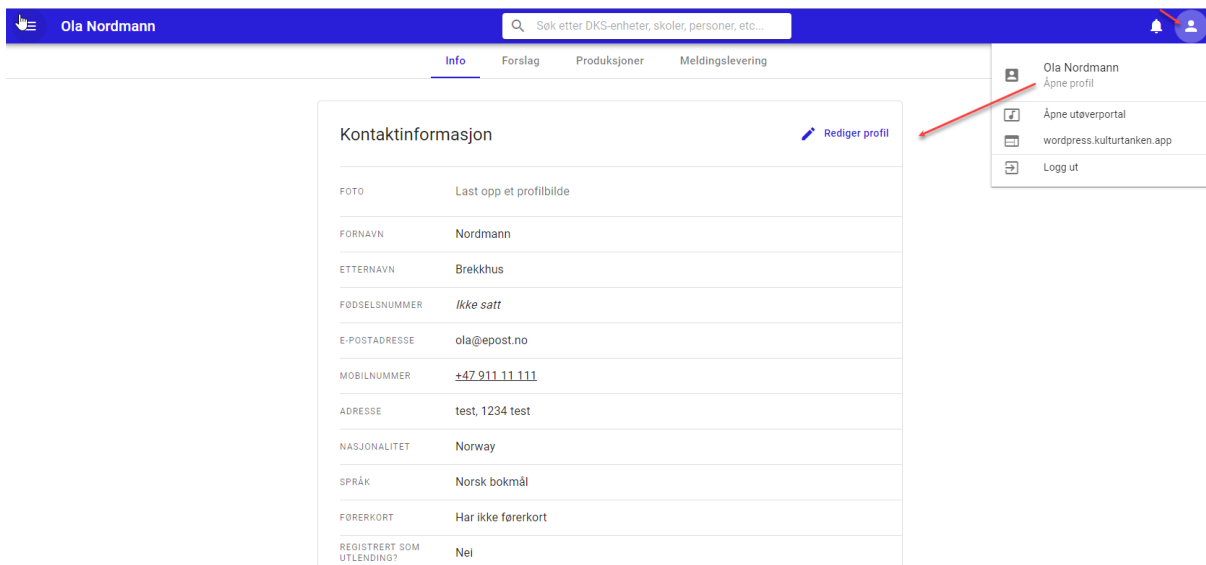 Ola Nordmann
Søk etter DKS-enheter, skoler, personer, etc...
Info Forslag Produksjoner Meldingslevering
Ola Nordmann
Åpne profil
Åpne utøverportal
wordpress.kulturtanken.app
Logg ut
Kontaktinformasjon
Rediger profil
FOTO Last opp et profilbilde
FORNAVN Nordmann
ETTERNAVN Brekkhus
FØDSELSNUMMER Ikke satt
E-POSTADRESSE ola@epost.no
MOBILNUMMER +47 911 11 111
ADRESSE test, 1234 test
NASJONALITET Norway
SPRÅK Norsk bokmål
FØRERKORT Har ikke førerkort
REGISTRERT SOM
UTLENDING? Nei